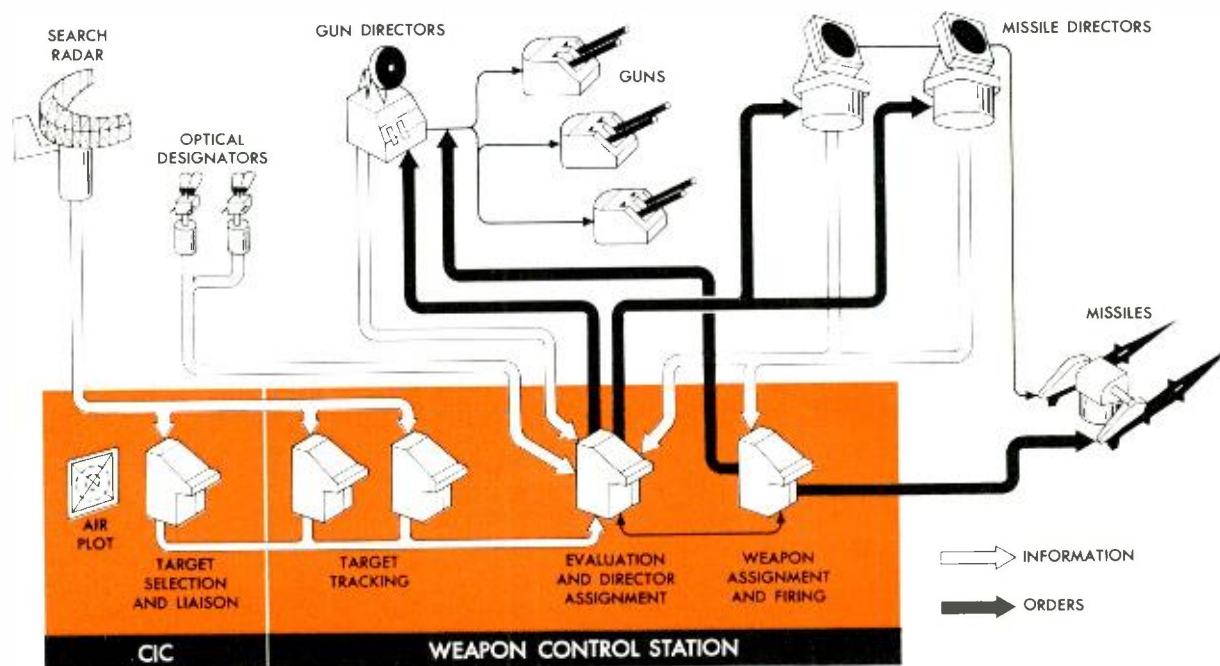 SEARCH
RADAR
GUN DIRECTORS
GUNS
MISSILE DIRECTORS
OPTICAL
DESIGNATORS
MISSILES
AIR
PLOT
TARGET
SELECTION
AND LIAISON
TARGET
TRACKING
EVALUATION
AND DIRECTOR
ASSIGNMENT
WEAPON
ASSIGNMENT
AND FIRING
INFORMATION
ORDERS
CIC
WEAPON CONTROL STATION